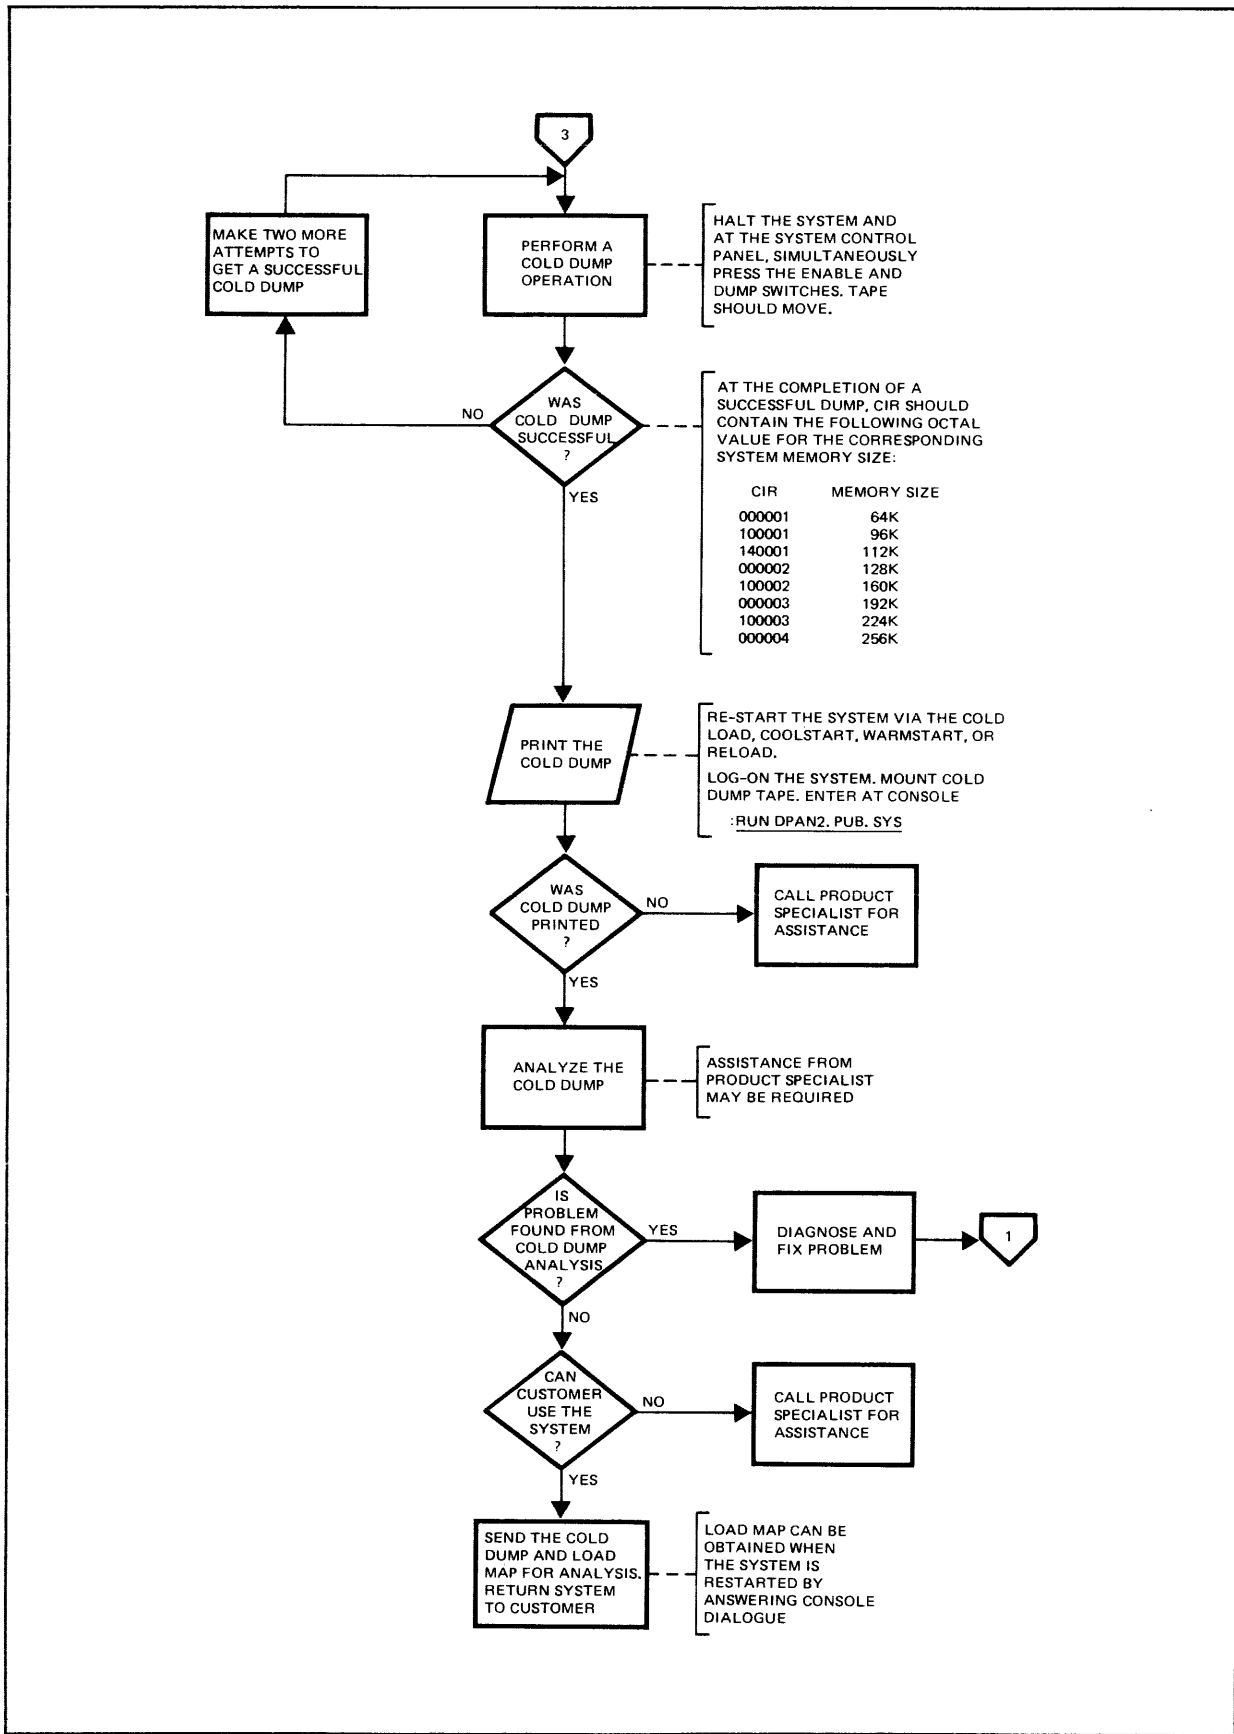 3
MAKE TWO MORE
ATTEMPTS TO
GET A SUCCESSFUL
COLD DUMP
PERFORM A
COLD DUMP
OPERATION
HALT THE SYSTEM AND
AT THE SYSTEM CONTROL
PANEL, SIMULTANEOUSLY
PRESS THE ENABLE AND
DUMP SWITCHES. TAPE
SHOULD MOVE.
WAS
COLD DUMP
SUCCESSFUL
?
NO
YES
AT THE COMPLETION OF A
SUCCESSFUL DUMP, CIR SHOULD
CONTAIN THE FOLLOWING OCTAL
VALUE FOR THE CORRESPONDING
SYSTEM MEMORY SIZE:
CIR MEMORY SIZE
000001 64K
100001 96K
140001 112K
000002 128K
100002 160K
000003 192K
100003 224K
000004 256K
PRINT THE
COLD DUMP
RE-START THE SYSTEM VIA THE COLD
LOAD, COOLSTART, WARMSTART, OR
RELOAD.
LOG-ON THE SYSTEM. MOUNT COLD
DUMP TAPE. ENTER AT CONSOLE
:RUN DPAN2. PUB. SYS
WAS
COLD DUMP
PRINTED
?
NO
YES
CALL PRODUCT
SPECIALIST FOR
ASSISTANCE
ANALYZE THE
COLD DUMP
ASSISTANCE FROM
PRODUCT SPECIALIST
MAY BE REQUIRED
IS
PROBLEM
FOUND FROM
COLD DUMP
ANALYSIS
?
YES
NO
DIAGNOSE AND
FIX PROBLEM
1
CAN
CUSTOMER
USE THE
SYSTEM
?
NO
YES
CALL PRODUCT
SPECIALIST FOR
ASSISTANCE
SEND THE COLD
DUMP AND LOAD
MAP FOR ANALYSIS.
RETURN SYSTEM
TO CUSTOMER
LOAD MAP CAN BE
OBTAINED WHEN
THE SYSTEM IS
RESTARTED BY
ANSWERING CONSOLE
DIALOGUE